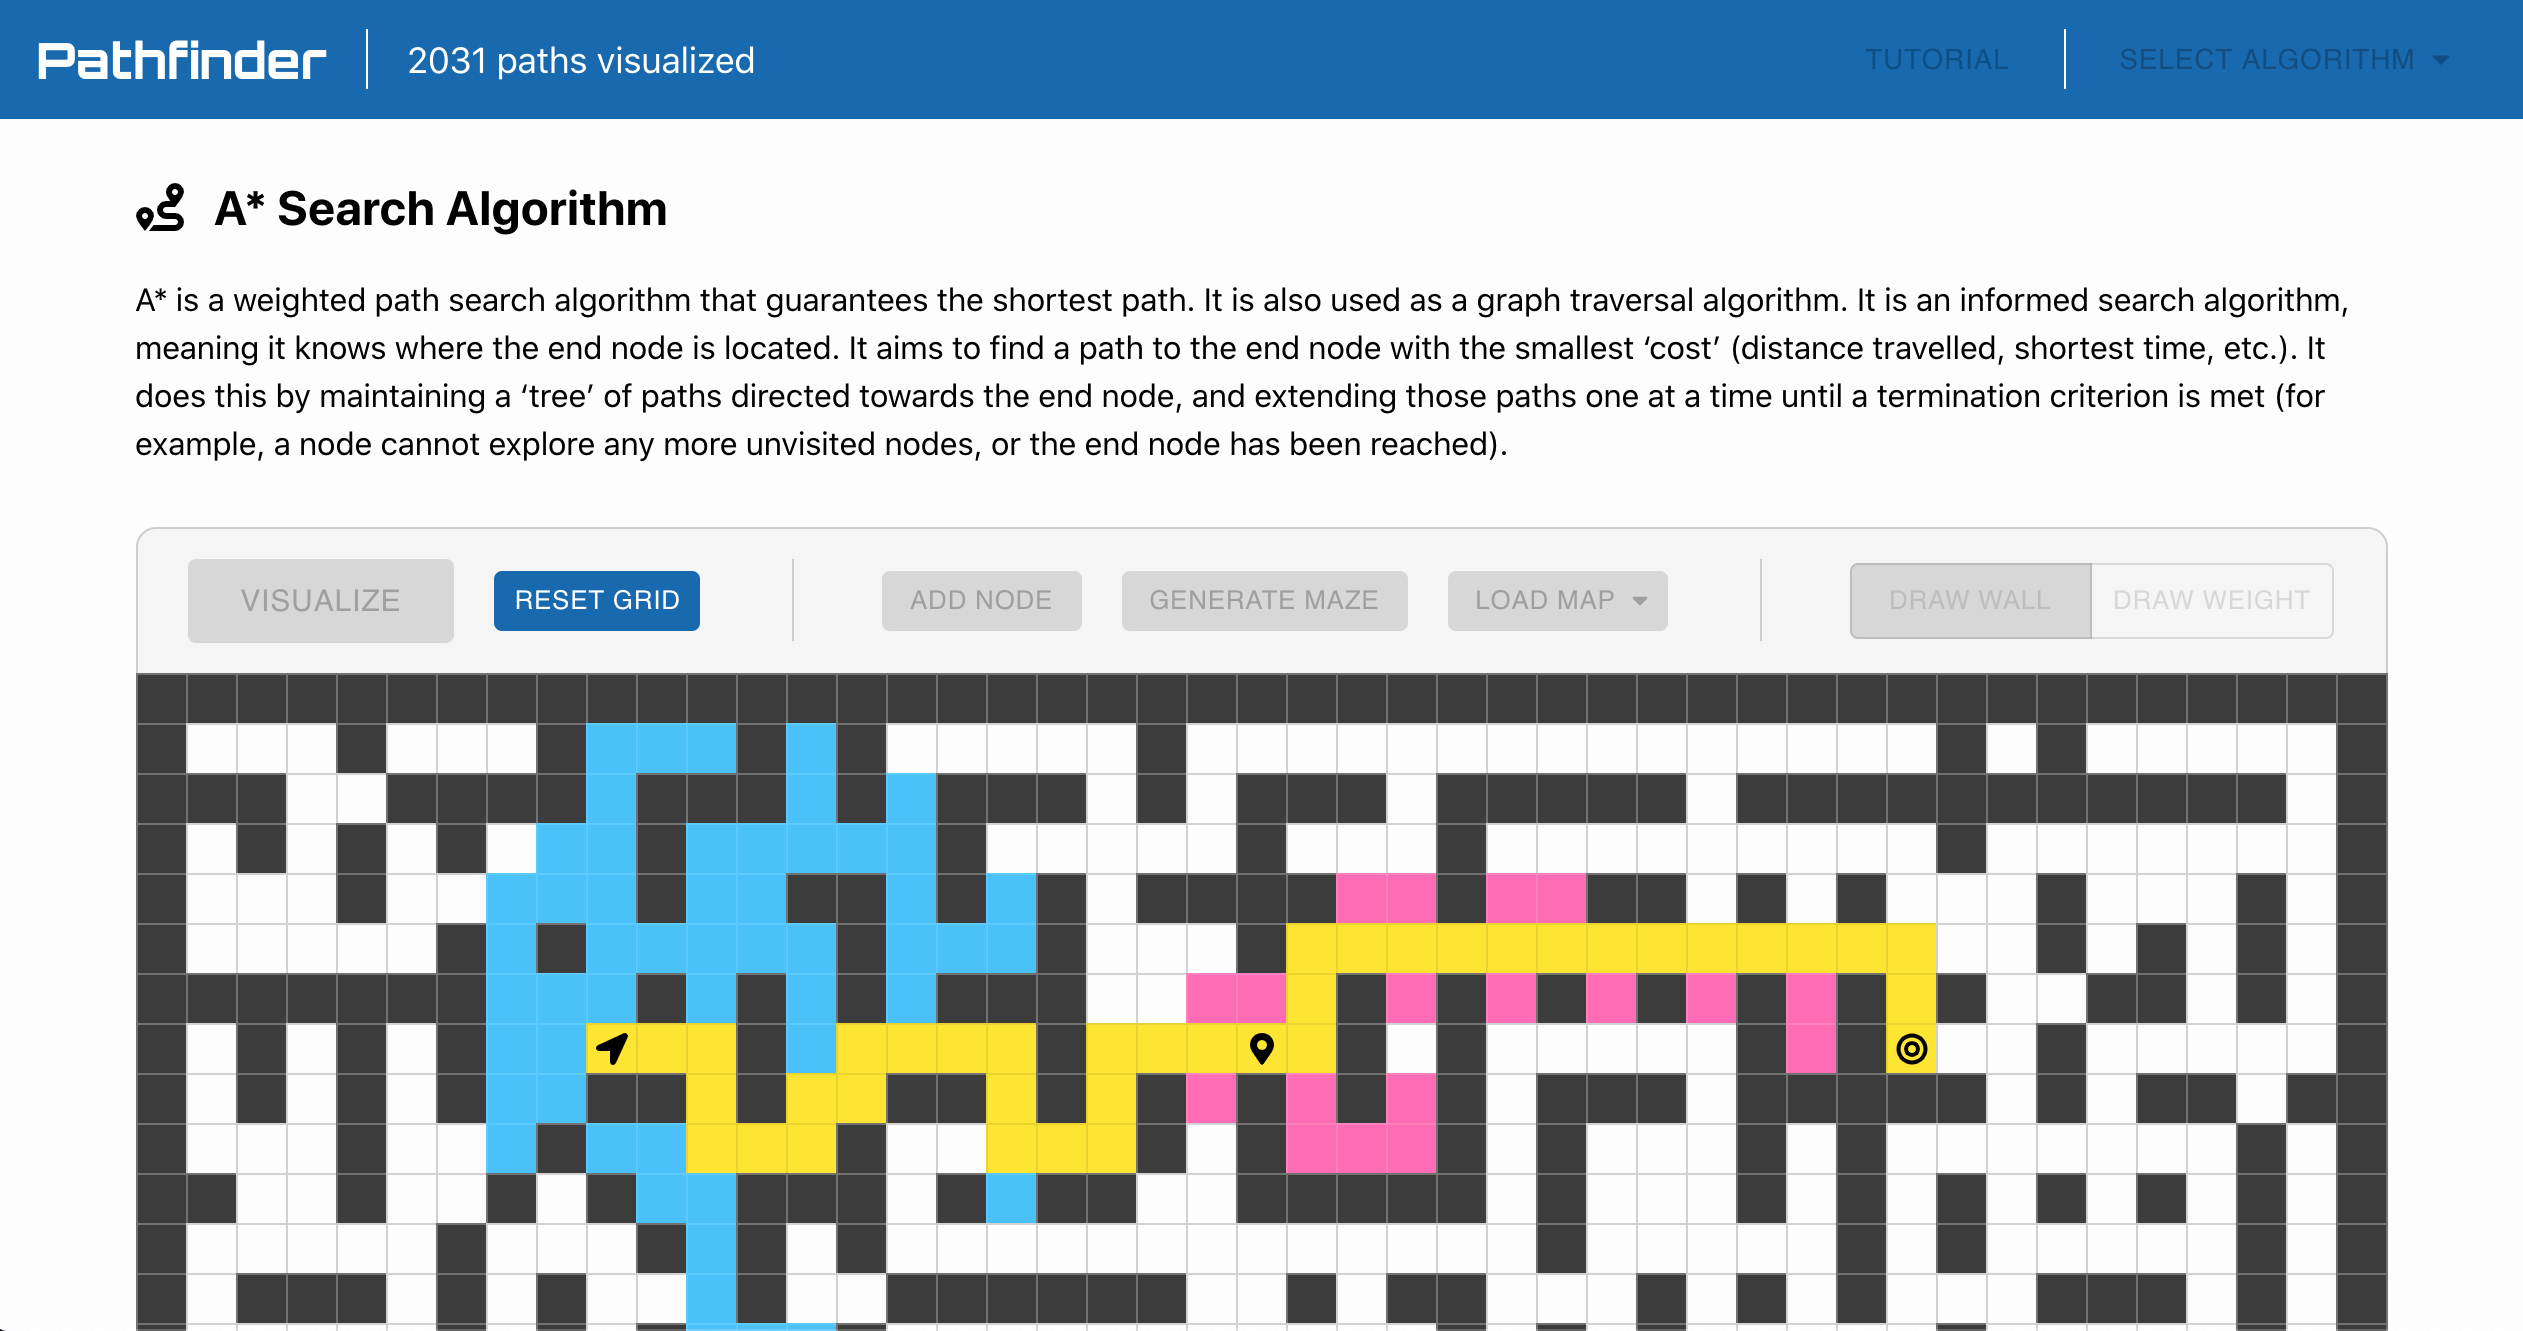 Pathfinder
2031 paths visualized
TUTORIAL
SELECT ALGORITHM
A* Search Algorithm
A* is a weighted path search algorithm that guarantees the shortest path. It is also used as a graph traversal algorithm. It is an informed search algorithm,
meaning it knows where the end node is located. It aims to find a path to the end node with the smallest ‘cost’ (distance travelled, shortest time, etc.). It
does this by maintaining a ‘tree’ of paths directed towards the end node, and extending those paths one at a time until a termination criterion is met (for
example, a node cannot explore any more unvisited nodes, or the end node has been reached).
VISUALIZE
RESET GRID
ADD NODE
GENERATE MAZE
LOAD MAP
DRAW WALL
DRAW WEIGHT